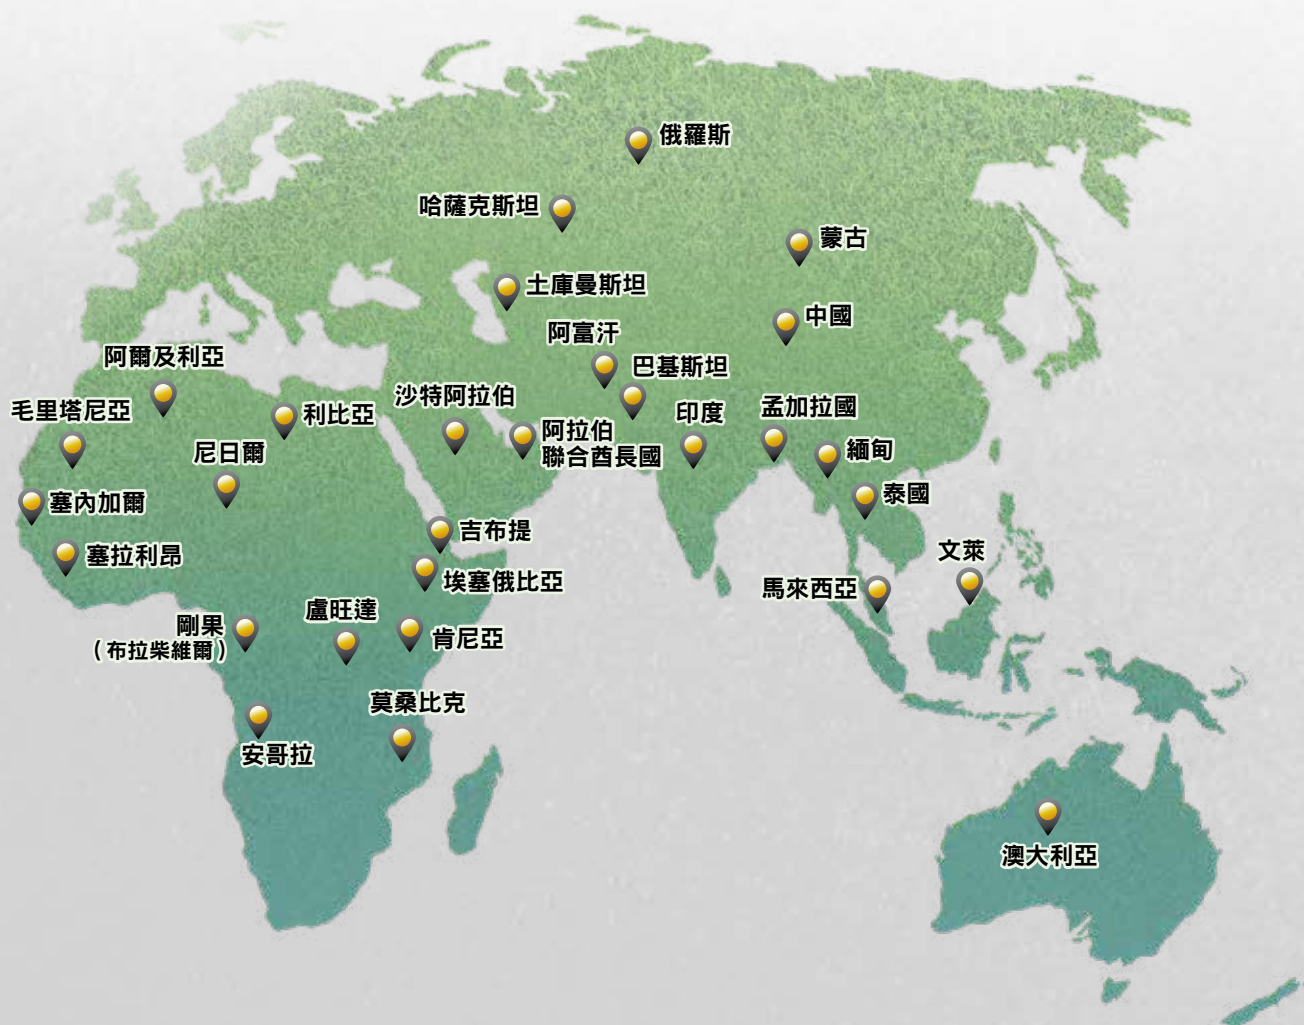 俄羅斯
哈薩克斯坦
蒙古
土庫曼斯坦
中國
阿富汗
阿爾及利亞
巴基斯坦
沙特阿拉伯
毛里塔尼亞
利比亞
印度
孟加拉國
阿拉伯
聯合酋長國
尼日爾
緬甸
塞內加爾
泰國
吉布提
塞拉利昂
文萊
埃塞俄比亞
馬來西亞
盧旺達
剛果
（布拉柴維爾）
肯尼亞
莫桑比克
安哥拉
澳大利亞